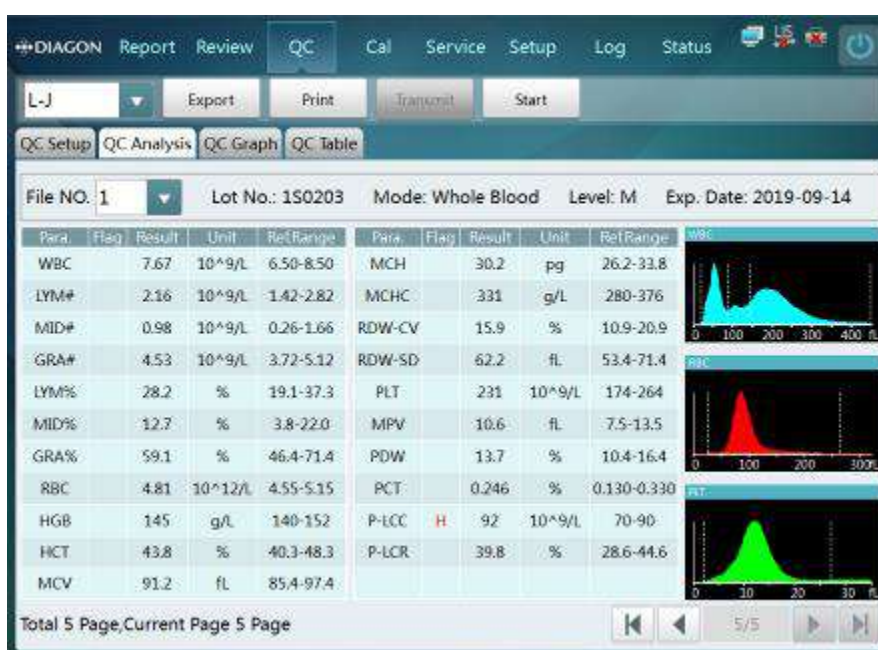 DIAGON Report Review QC Cal Service Setup Log Status
L-J Export Print Transmit Start
QC Setup QC Analysis QC Graph QC Table
File NO. 1 Lot No.: 1S0203 Mode: Whole Blood Level: M Exp. Date: 2019-09-14
Para. Flag Result Unit Ref.Range Para. Flag Result Unit Ref.Range WBC
WBC 7.67 10^9/L 6.50-8.50 MCH 30.2 pg 26.2-33.8
LYM# 2.16 10^9/L 1.42-2.82 MCHC 331 g/L 280-376
MID# 0.98 10^9/L 0.26-1.66 RDW-CV 15.9 % 10.9-20.9
0 100 200 300 400 fL
GRA# 4.53 10^9/L 3.72-5.12 RDW-SD 62.2 fL 53.4-71.4 RBC
LYM% 28.2 % 19.1-37.3 PLT 231 10^9/L 174-264
MID% 12.7 % 3.8-22.0 MPV 10.6 fL 7.5-13.5
GRA% 59.1 % 46.4-71.4 PDW 13.7 % 10.4-16.4
0 100 200 300fL
RBC 4.81 10^12/L 4.55-5.15 PCT 0.246 % 0.130-0.330 PLT
HGB 145 g/L 140-152 P-LCC H 92 10^9/L 70-90
HCT 43.8 % 40.3-48.3 P-LCR 39.8 % 28.6-44.6
MCV 91.2 fL 85.4-97.4
0 10 20 30 fL
Total 5 Page,Current Page 5 Page 5/5